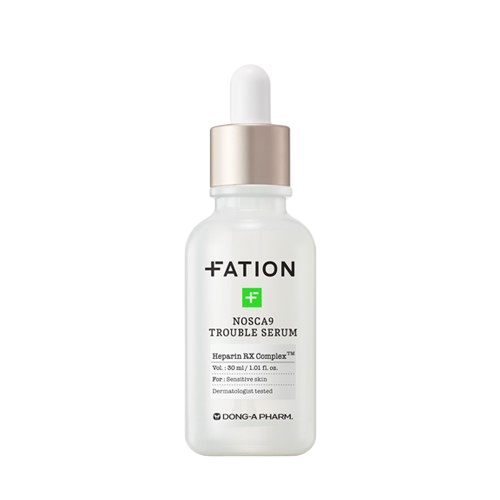 +FATION
+F
NOSCA9
TROUBLE SERUM
Heparin RX Complex™
Vol. : 30 ml / 1.01 fl. oz.
For : Sensitive skin
Dermatologist tested
DONG-A PHARM.